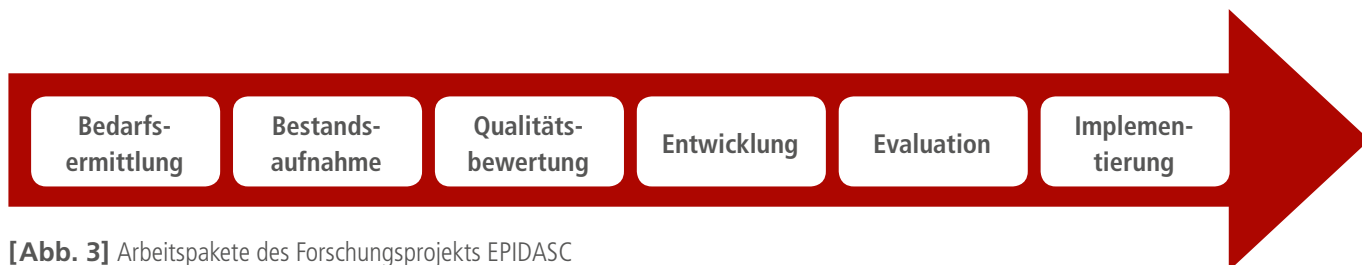 Bedarfs-
ermittlung
Bestands-
aufnahme
Qualitäts-
bewertung
Entwicklung
Evaluation
Implemen-
tierung
[Abb. 3] Arbeitspakete des Forschungsprojekts EPIDASC